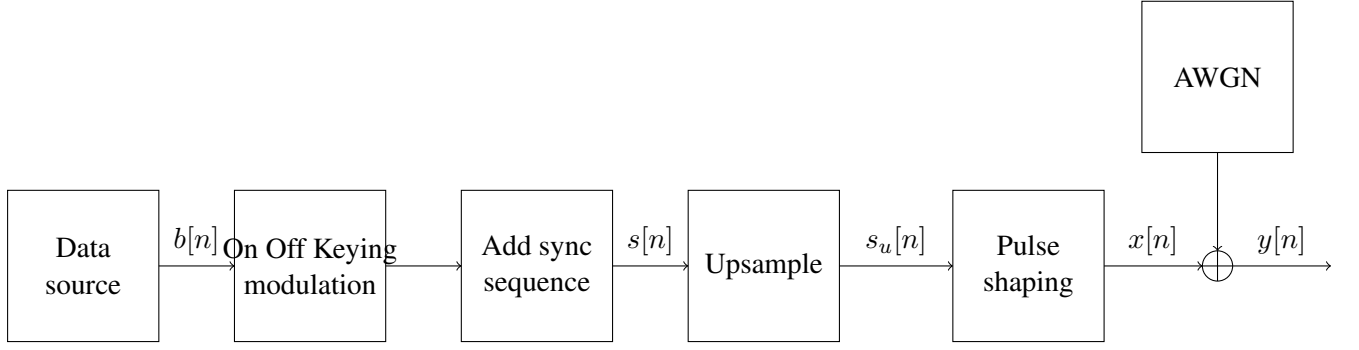 AWGN
Data
source
b[n]
On Off Keying
modulation
Add sync
sequence
s[n]
Upsample
s_u[n]
Pulse
shaping
x[n]
y[n]